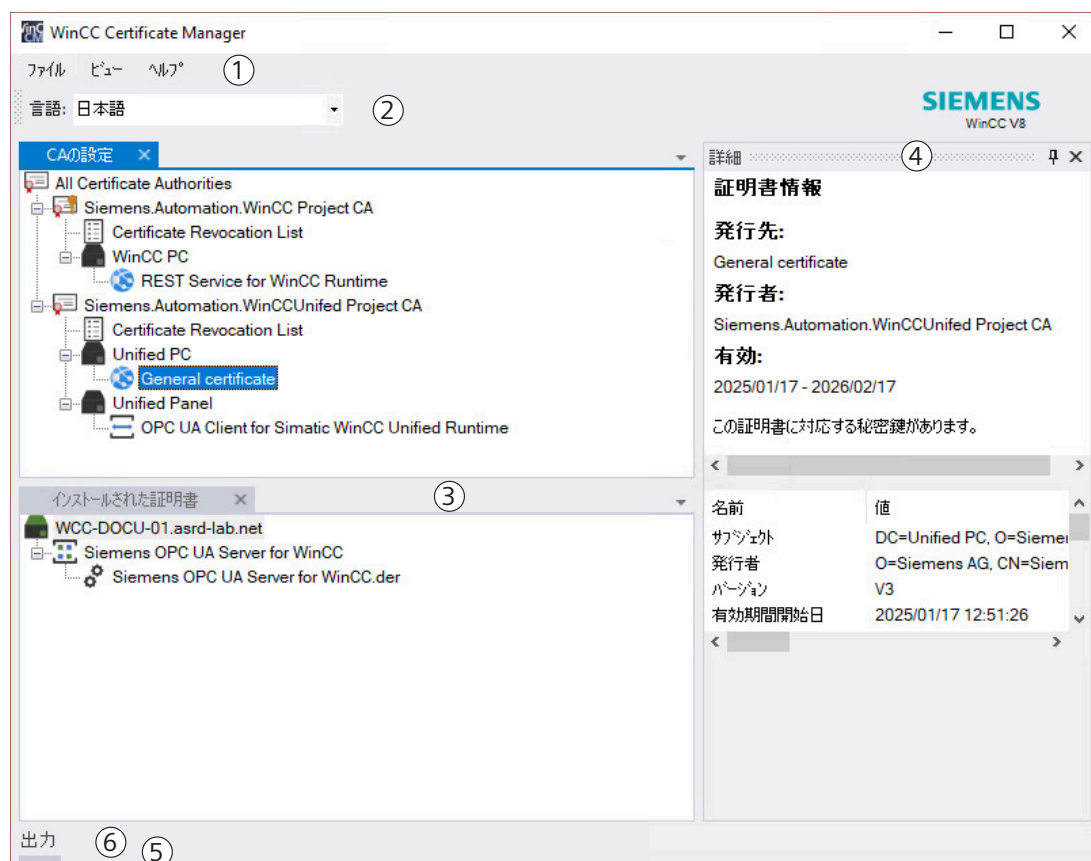 WinCC Certificate Manager
ファイル ビュー ヘルプ ①
言語: 日本語 ②
SIEMENS
WinCC V8
CAの設定
All Certificate Authorities
Siemens.Automation.WinCC Project CA
Certificate Revocation List
WinCC PC
REST Service for WinCC Runtime
Siemens.Automation.WinCCUnifed Project CA
Certificate Revocation List
Unified PC
General certificate
Unified Panel
OPC UA Client for Simatic WinCC Unified Runtime
インストールされた証明書 ③
WCC-DOCU-01.asrd-lab.net
Siemens OPC UA Server for WinCC
Siemens OPC UA Server for WinCC.der
詳細 ④
証明書情報
発行先:
General certificate
発行者:
Siemens.Automation.WinCCUnifed Project CA
有効:
2025/01/17 - 2026/02/17
この証明書に対応する秘密鍵があります。
名前 値
サブジェクト DC=Unified PC, O=Siemer
発行者 O=Siemens AG, CN=Siem
バージョン V3
有効期間開始日 2025/01/17 12:51:26
出力 ⑥ ⑤